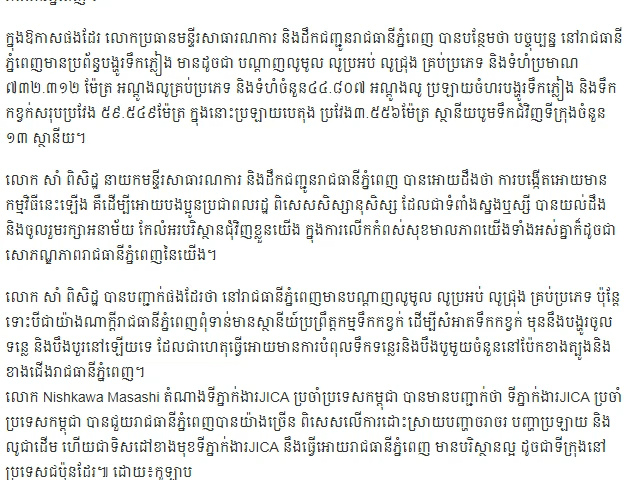 ក្នុងឱកាសផងដែរ លោកប្រធានមន្ទីរសាធារណការ និងដឹកជញ្ជូនរាជធានីភ្នំពេញ បានបន្ថែមថា បច្ចុប្បន្ន នៅរាជធានី
ភ្នំពេញមានប្រព័ន្ធបង្ហូរទឹកភ្លៀង មានដូចជា បណ្តាញលូមូល លូប្រអប់ លូជ្រុង គ្រប់ប្រភេទ និងទំហំប្រមាណ
៧៣២.៣១២ ម៉ែត្រ អណ្តូងលូគ្រប់ប្រភេទ និងទំហំចំនួន៤៤.៨០៧ អណ្តូងលូ ប្រឡាយចំហរបង្ហូរទឹកភ្លៀង និងទឹក
កខ្វក់សរុបប្រវែង ៥៩.៥៤៩ម៉ែត្រ ក្នុងនោះប្រឡាយបេតុង ប្រវែង៣.៥៥៦ម៉ែត្រ ស្ថានីយបូមទឹកជំវិញទីក្រុងចំនួន
១៣ ស្ថានីយ។
លោក សាំ ពិសិដ្ឋ នាយកមន្ទីរសាធារណការ និងដឹកជញ្ជូនរាជធានីភ្នំពេញ បានអោយដឹងថា ការបង្កើតអោយមាន
កម្មវិធីនេះឡើង គឺដើម្បីអោយបងប្អូនប្រជាពលរដ្ឋ ពិសេសសិស្សានុសិស្ស ដែលជាទំពាំងស្នងឬស្សី បានយល់ដឹង
និងចូលរួមរក្សាអនាម័យ កែលំអរបរិស្ថានជុំវិញខ្លួនយើង ក្នុងការលើកកំពស់សុខមាលភាពយើងទាំងអស់គ្នាក៏ដូចជា
សោភណ្ឌភាពរាជធានីភ្នំពេញនៃយើង។
លោក សាំ ពិសិដ្ឋ បានបញ្ជាក់ផងដែរថា នៅរាជធានីភ្នំពេញមានបណ្តាញលូមូល លូប្រអប់ លូជ្រុង គ្រប់ប្រភេទ ប៉ុន្តែ
ទោះបីជាយ៉ាងណាក្តីរាជធានីភ្នំពេញពុំទាន់មានស្ថានីយ៍ប្រព្រឹត្តកម្មទឹកកខ្វក់ ដើម្បីសំអាតទឹកកខ្វក់ មុននឹងបង្ហូរចូល
ទន្លេ និងបឹងបួរនៅឡើយទេ ដែលជាហេតុធ្វើអោយមានការបំពុលទឹកទន្លេរនិងបឹងបួមួយចំនួននៅប៉ែកខាងត្បូងនិង
ខាងជើងរាជធានីភ្នំពេញ។
លោក Nishkawa Masashi តំណាងទីភ្នាក់ងារJICA ប្រចាំប្រទេសកម្ពុជា បានមានបញ្ជាក់ថា ទីភ្នាក់ងារJICA ប្រចាំ
ប្រទេសកម្ពុជា បានជួយរាជធានីភ្នំពេញបានយ៉ាងច្រើន ពិសេសលើការដោះស្រាយបញ្ហាចរាចរ បញ្ហាប្រឡាយ និង
លូជាដើម ហើយជាទិសដៅខាងមុខទីភ្នាក់ងារJICA នឹងធ្វើអោយរាជធានីភ្នំពេញ មានបរិស្ថានល្អ ដូចជាទីក្រុងនៅ
ប្រទេសជប៉ុនដែរ៕ ដោយ៖កូឡាប